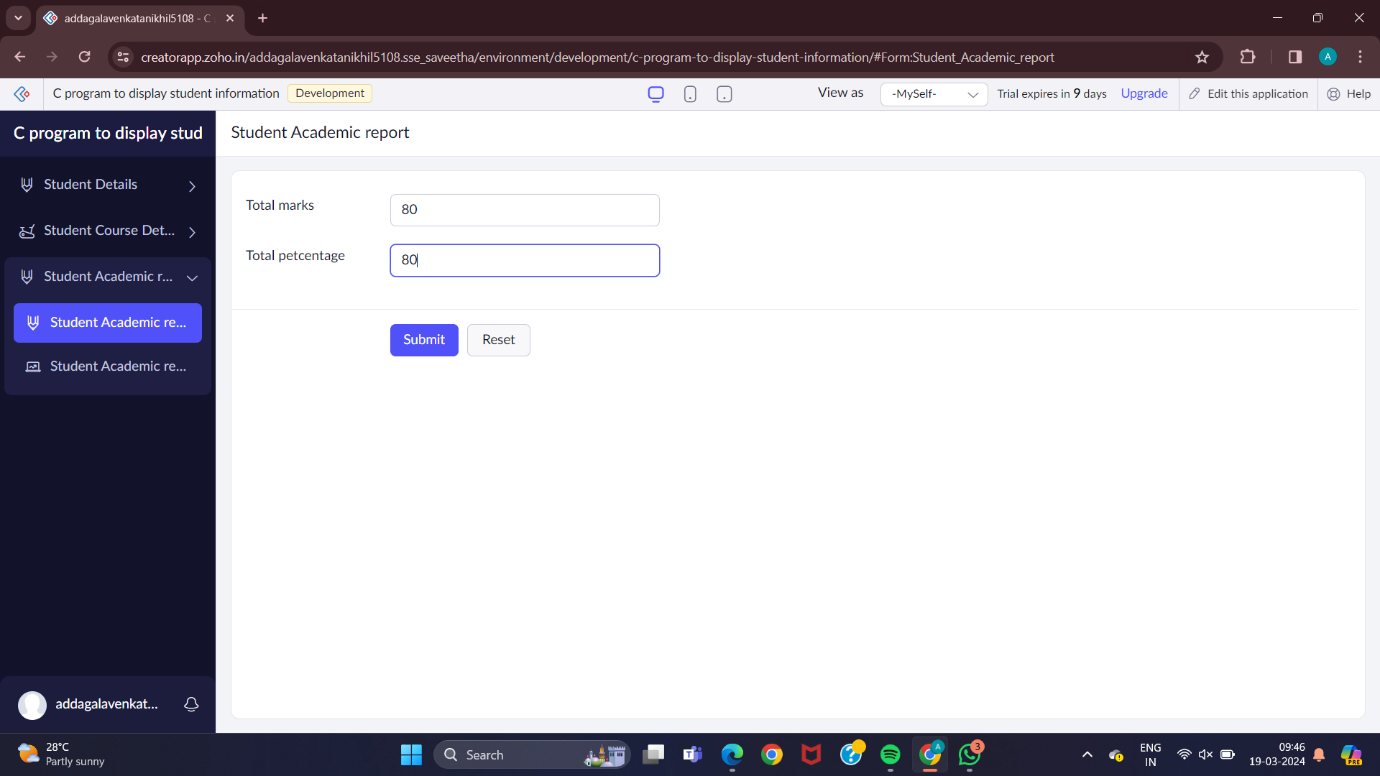 addagalavenkatanikhil5108 - C
creatorapp.zoho.in/addagalavenkatanikhil5108.sse_saveetha/environment/development/c-program-to-display-student-information/#Form:Student_Academic_report
A
C program to display student information
Development
View as
-MySelf-
Trial expires in 9 days
Upgrade
Edit this application
Help
C program to display stud
Student Academic report
Student Details
Student Course Det...
Student Academic r...
Student Academic re...
Student Academic re...
Total marks
80
Total petcentage
80
Submit
Reset
addagalavenkat...
28°C
Partly sunny
Search
A
3
ENG
IN
09:46
19-03-2024
PRE